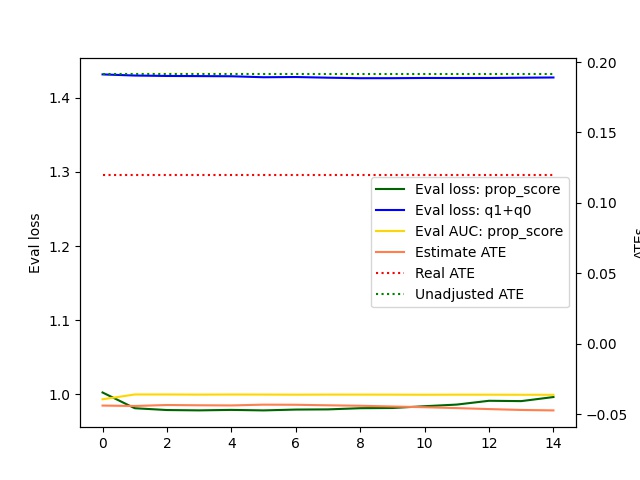 Eval loss
1.4
1.3
1.2
1.1
1.0
0.20
0.15
0.10
0.05
0.00
−0.05
Eval loss: prop_score
Eval loss: q1+q0
Eval AUC: prop_score
Estimate ATE
Real ATE
Unadjusted ATE
0 2 4 6 8 10 12 14